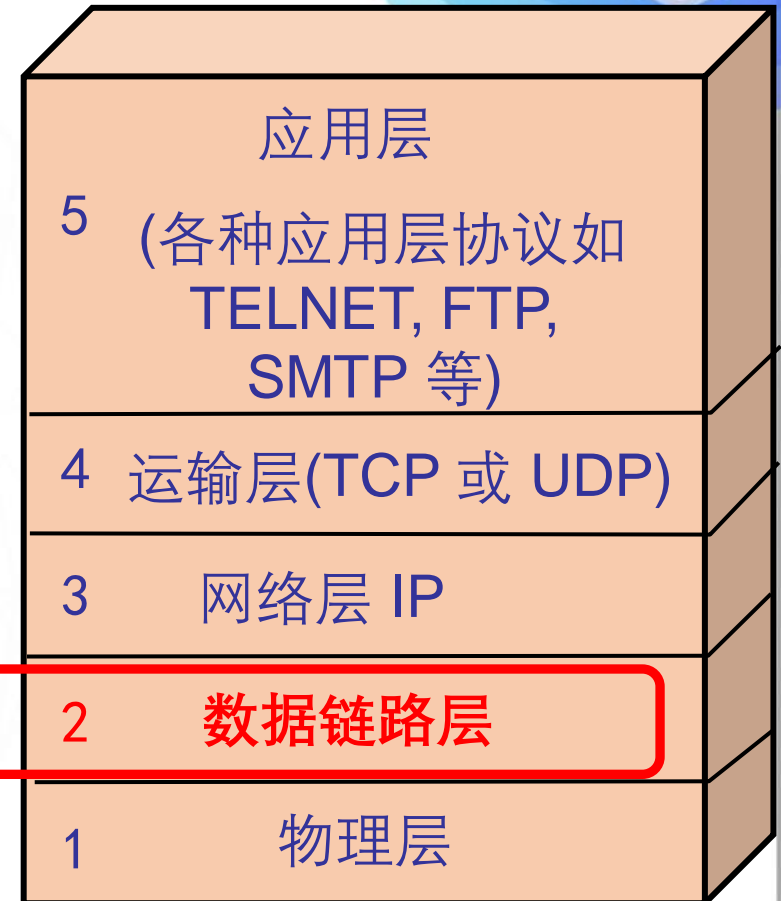 应用层
5
(各种应用层协议如
TELNET, FTP,
SMTP 等)
4 运输层(TCP 或 UDP)
3 网络层 IP
2 数据链路层
1 物理层